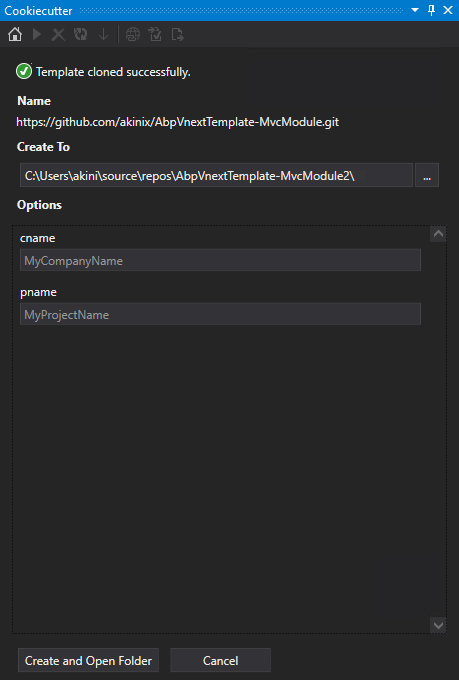 Cookiecutter
Template cloned successfully.
Name
https://github.com/akinix/AbpVnextTemplate-MvcModule.git
Create To
C:\Users\akini\source\repos\AbpVnextTemplate-MvcModule2\
...
Options
cname
MyCompanyName
pname
MyProjectName
Create and Open Folder
Cancel